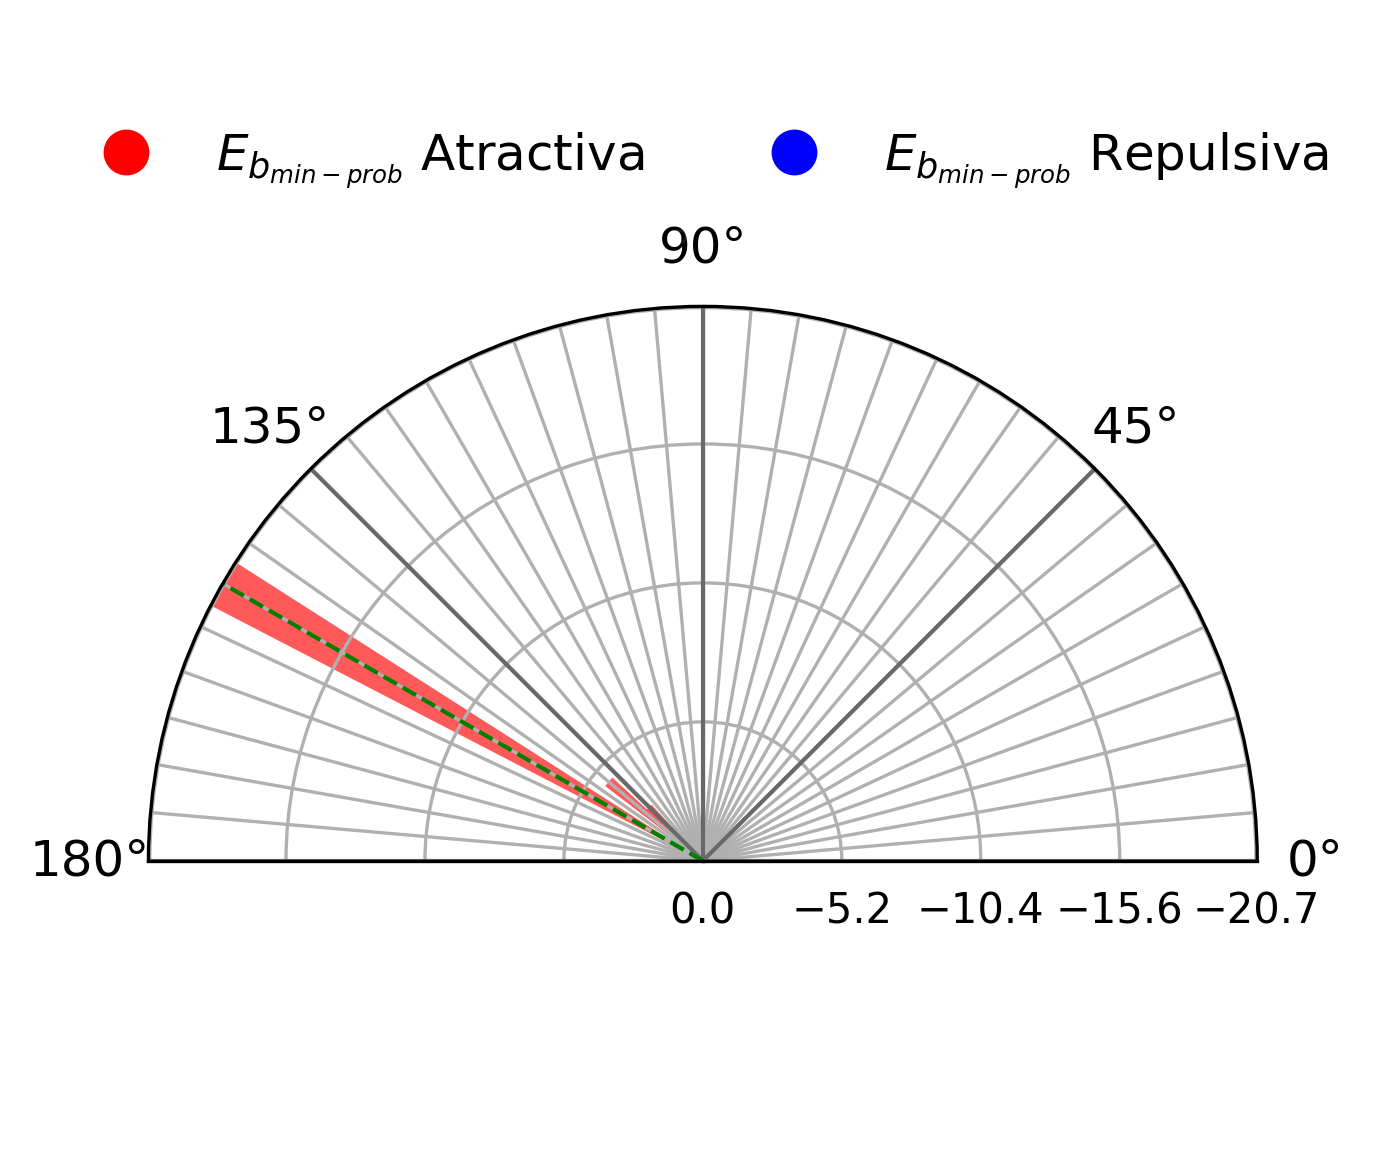 E_{b_{min-prob}} Atractiva E_{b_{min-prob}} Repulsiva
90°
135° 45°
180° 0°
0.0 −5.2 −10.4 −15.6 −20.7